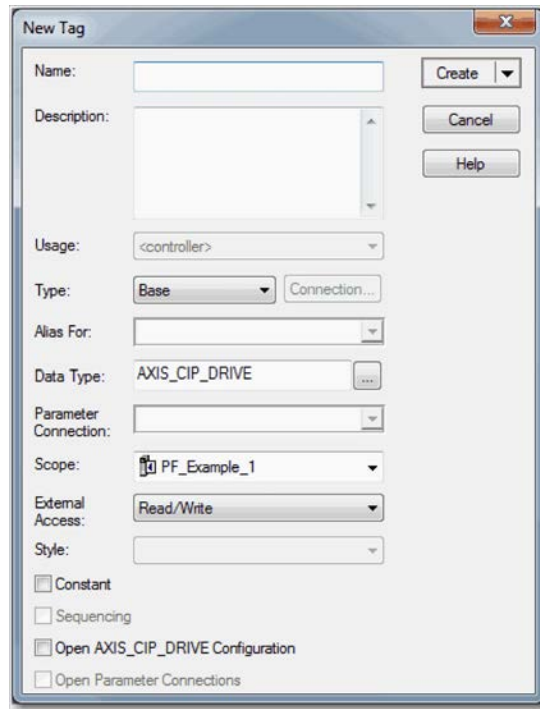 New Tag
Name:
Create
Description:
Cancel
Help
Usage: <controller>
Type: Base Connection...
Alias For:
Data Type: AXIS_CIP_DRIVE ...
Parameter
Connection:
Scope: PF_Example_1
External
Access: Read/Write
Style:
Constant
Sequencing
Open AXIS_CIP_DRIVE Configuration
Open Parameter Connections